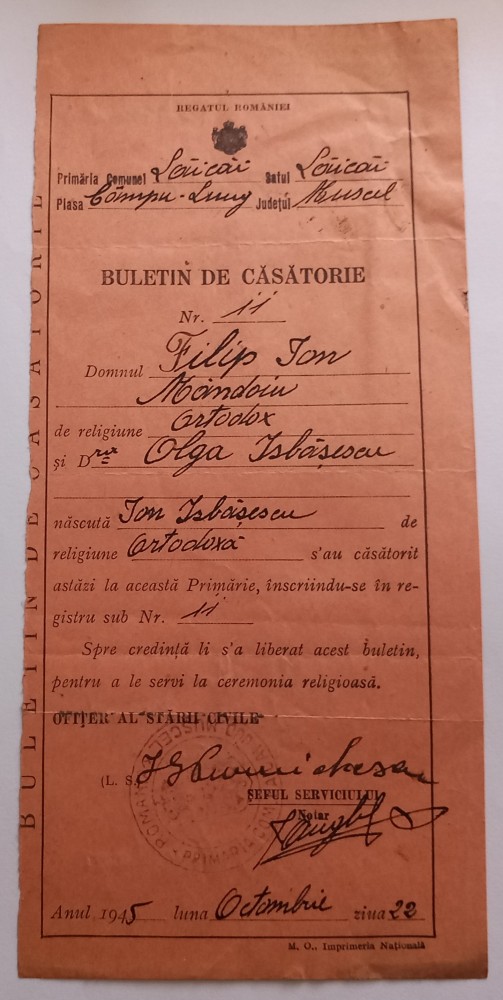 REGATUL ROMÂNIEI
Primăria Comunei Lăicăi Satul Lăicăi
Plasa Câmpu-Lung Județul Muscel
BULETIN DE CĂSĂTORIE
Nr. 11
Domnul Filip Ion
Mandoiu
de religiune Ortodox
și D-ra Olga Isbășescu
născută Ion Isbășescu de
religiune Ortodoxă s'au căsătorit
astăzi la această Primărie, înscriindu-se în re-
gistru sub Nr. 11
Spre credință li s'a liberat acest buletin,
pentru a le servi la ceremonia religioasă.
OFIȚER AL STĂRII CIVILE
(L. S.)
ȘEFUL SERVICIULUI
Notar
Anul 1945 luna Octombrie ziua 22
M. O., Imprimeria Națională
BULETIN DE CĂSĂTORIE